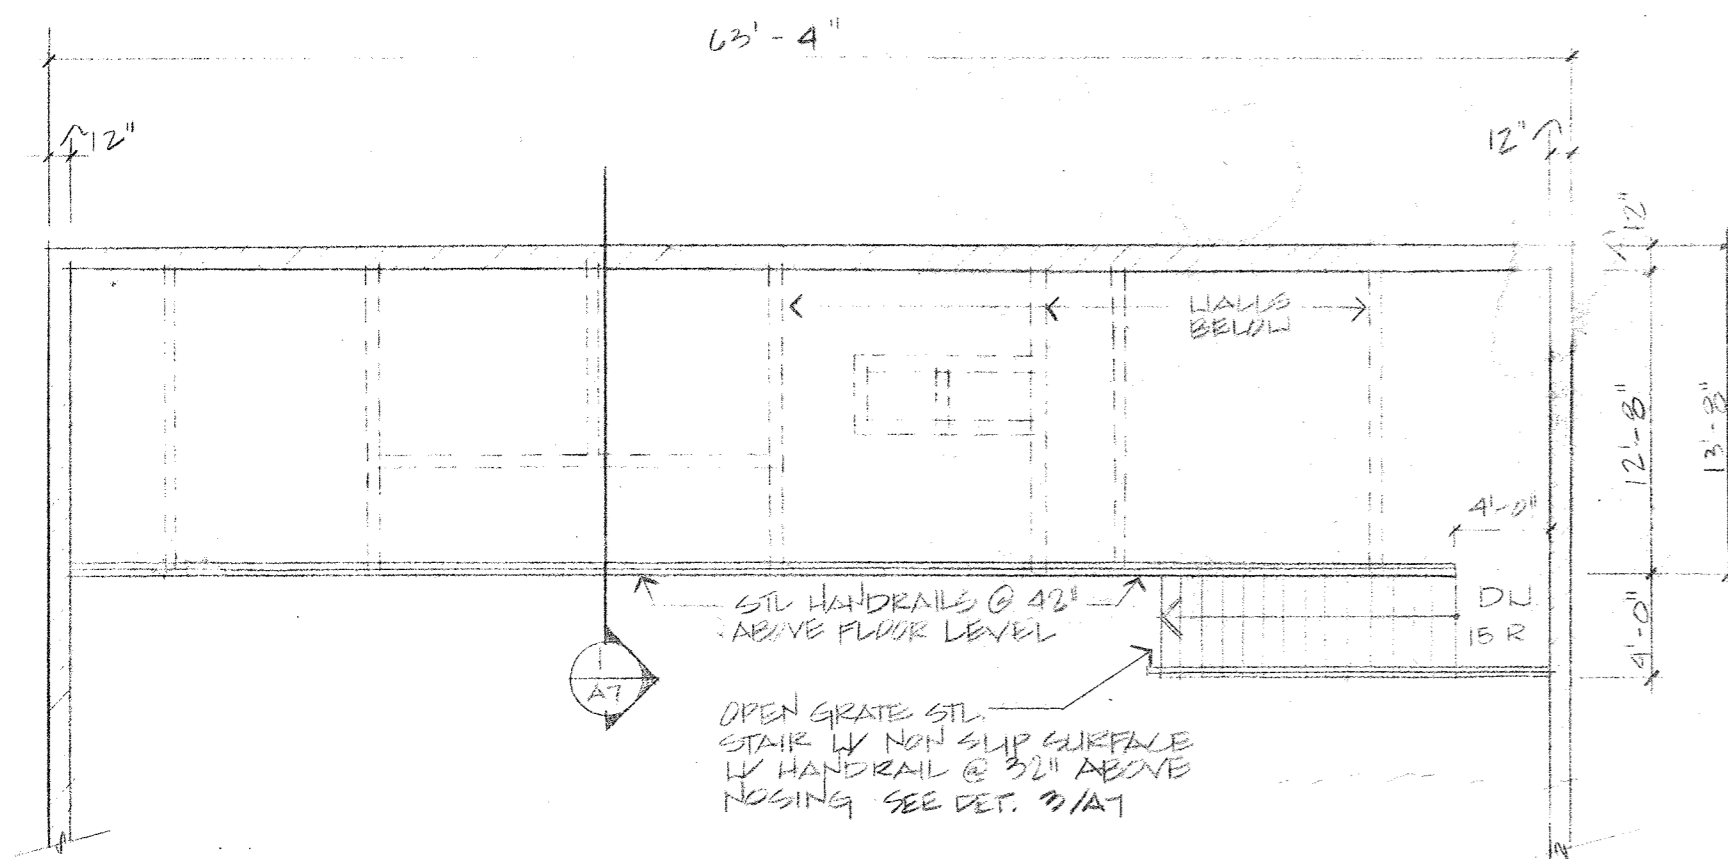 63'-4"
12"
12"
12"
WALLS
BELOW
12'-8"
13'-8"
4'-0"
STL HANDRAILS @ 42"
ABOVE FLOOR LEVEL
DN
15 R
4'-0"
A7
OPEN GRATE STL.
STAIR W/ NON SLIP SURFACE
W/ HANDRAIL @ 32" ABOVE
NOSING SEE DET. 3/A7